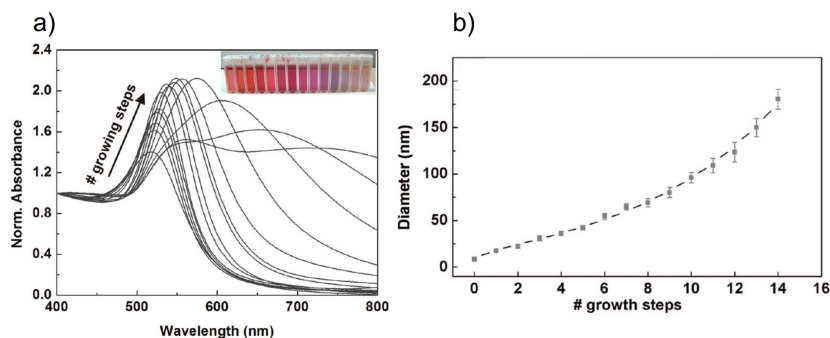 a)
2.4
2.0
1.6
1.2
0.8
0.4
0.0
Norm. Absorbance
# growing steps
400 500 600 700 800
Wavelength (nm)
b)
200
150
100
50
0
Diameter (nm)
0 2 4 6 8 10 12 14 16
# growth steps